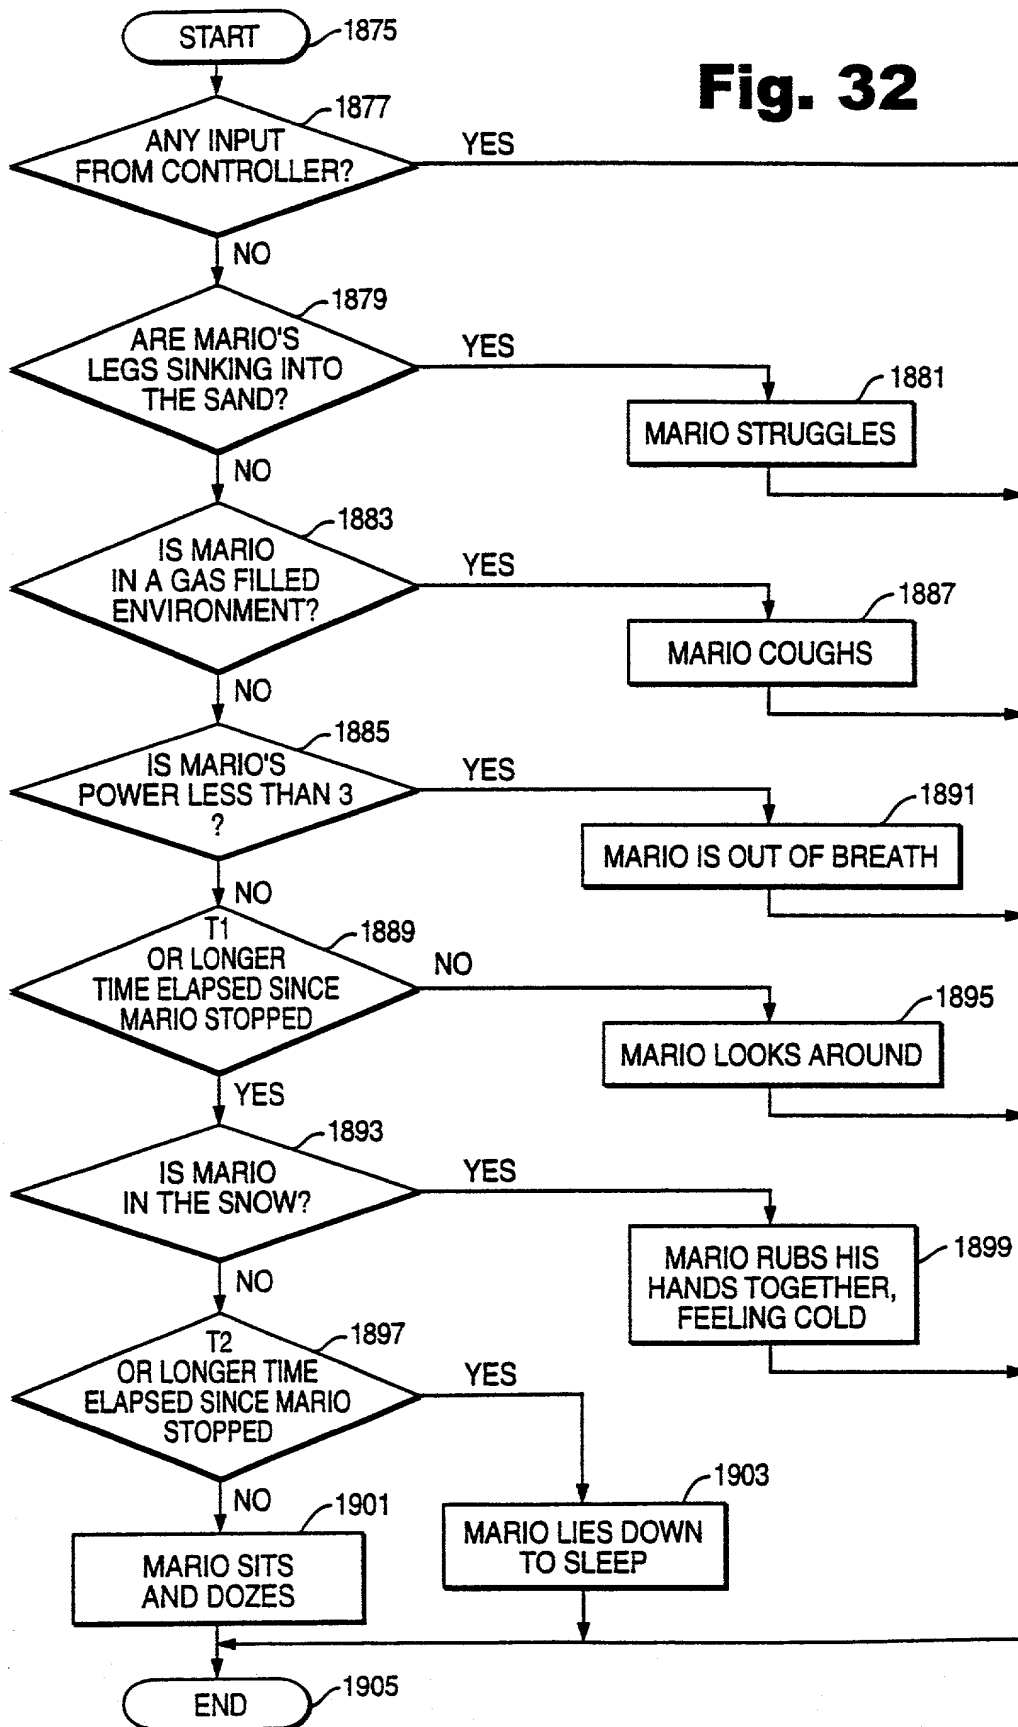 START
1875
Fig. 32
1877
ANY INPUT
FROM CONTROLLER?
YES
NO
1879
ARE MARIO'S
LEGS SINKING INTO
THE SAND?
YES
1881
MARIO STRUGGLES
NO
1883
IS MARIO
IN A GAS FILLED
ENVIRONMENT?
YES
1887
MARIO COUGHS
NO
1885
IS MARIO'S
POWER LESS THAN 3
?
YES
1891
MARIO IS OUT OF BREATH
NO
T1
OR LONGER
TIME ELAPSED SINCE
MARIO STOPPED
1889
NO
1895
MARIO LOOKS AROUND
YES
1893
IS MARIO
IN THE SNOW?
YES
MARIO RUBS HIS
HANDS TOGETHER,
FEELING COLD
1899
NO
T2
OR LONGER TIME
ELAPSED SINCE MARIO
STOPPED
1897
YES
1903
MARIO LIES DOWN
TO SLEEP
NO
1901
MARIO SITS
AND DOZES
END
1905